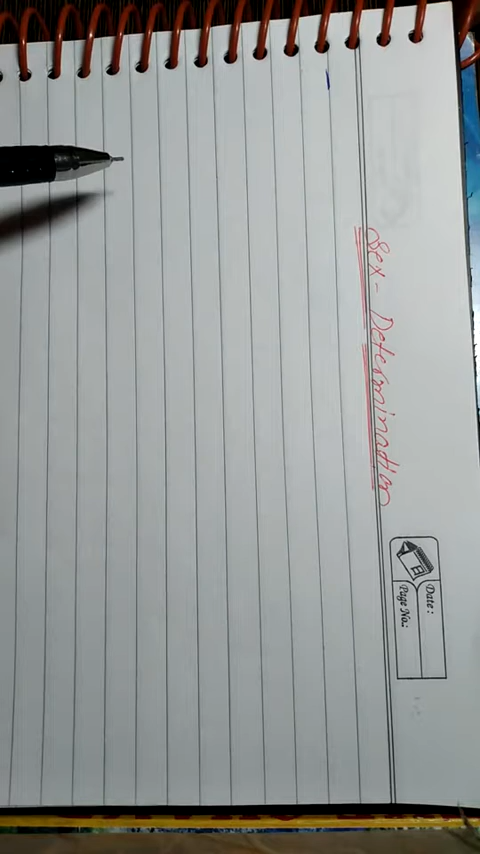 Sex - Determination
Date :
Page No.: